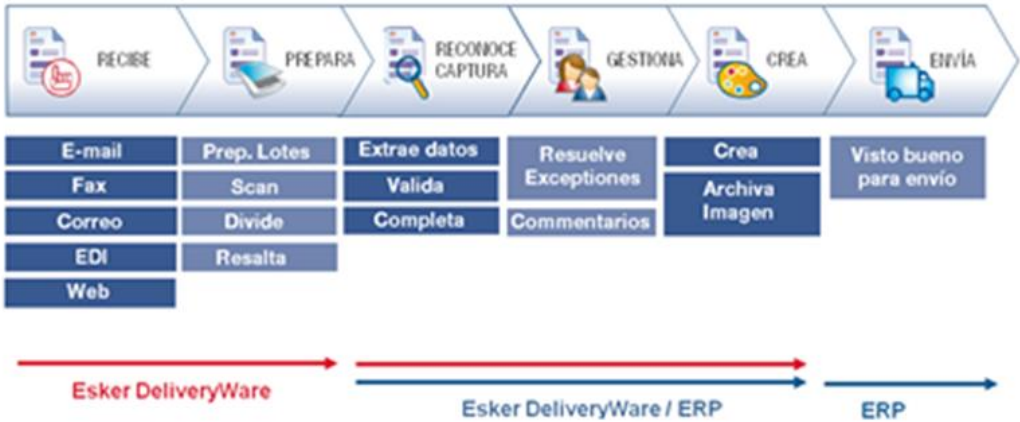 RECIBE
PREPARA
RECONOCE
CAPTURA
GESTIONA
CREA
ENVÍA
E-mail
Fax
Correo
EDI
Web
Prep. Lotes
Scan
Divide
Resalta
Extrae datos
Valida
Completa
Resuelve
Exceptiones
Commentarios
Crea
Archiva
Imagen
Visto bueno
para envío
Esker DeliveryWare
Esker DeliveryWare / ERP
ERP